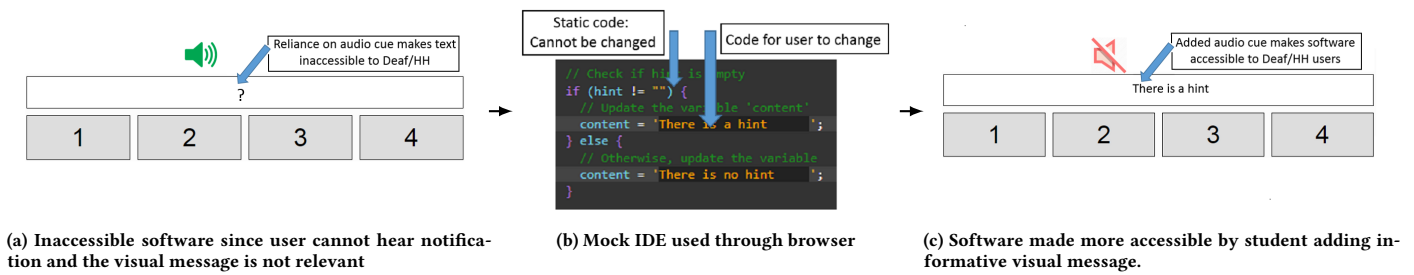 Reliance on audio cue makes text
inaccessible to Deaf/HH
?
1 2 3 4
(a) Inaccessible software since user cannot hear notifica-
tion and the visual message is not relevant
Static code:
Cannot be changed
Code for user to change
// Check if hint is empty
if (hint != "") {
// Update the variable 'content'
content = 'There is a hint ';
} else {
// Otherwise, update the variable
content = 'There is no hint ';
}
(b) Mock IDE used through browser
Added audio cue makes software
accessible to Deaf/HH users
There is a hint
1 2 3 4
(c) Software made more accessible by student adding in-
formative visual message.